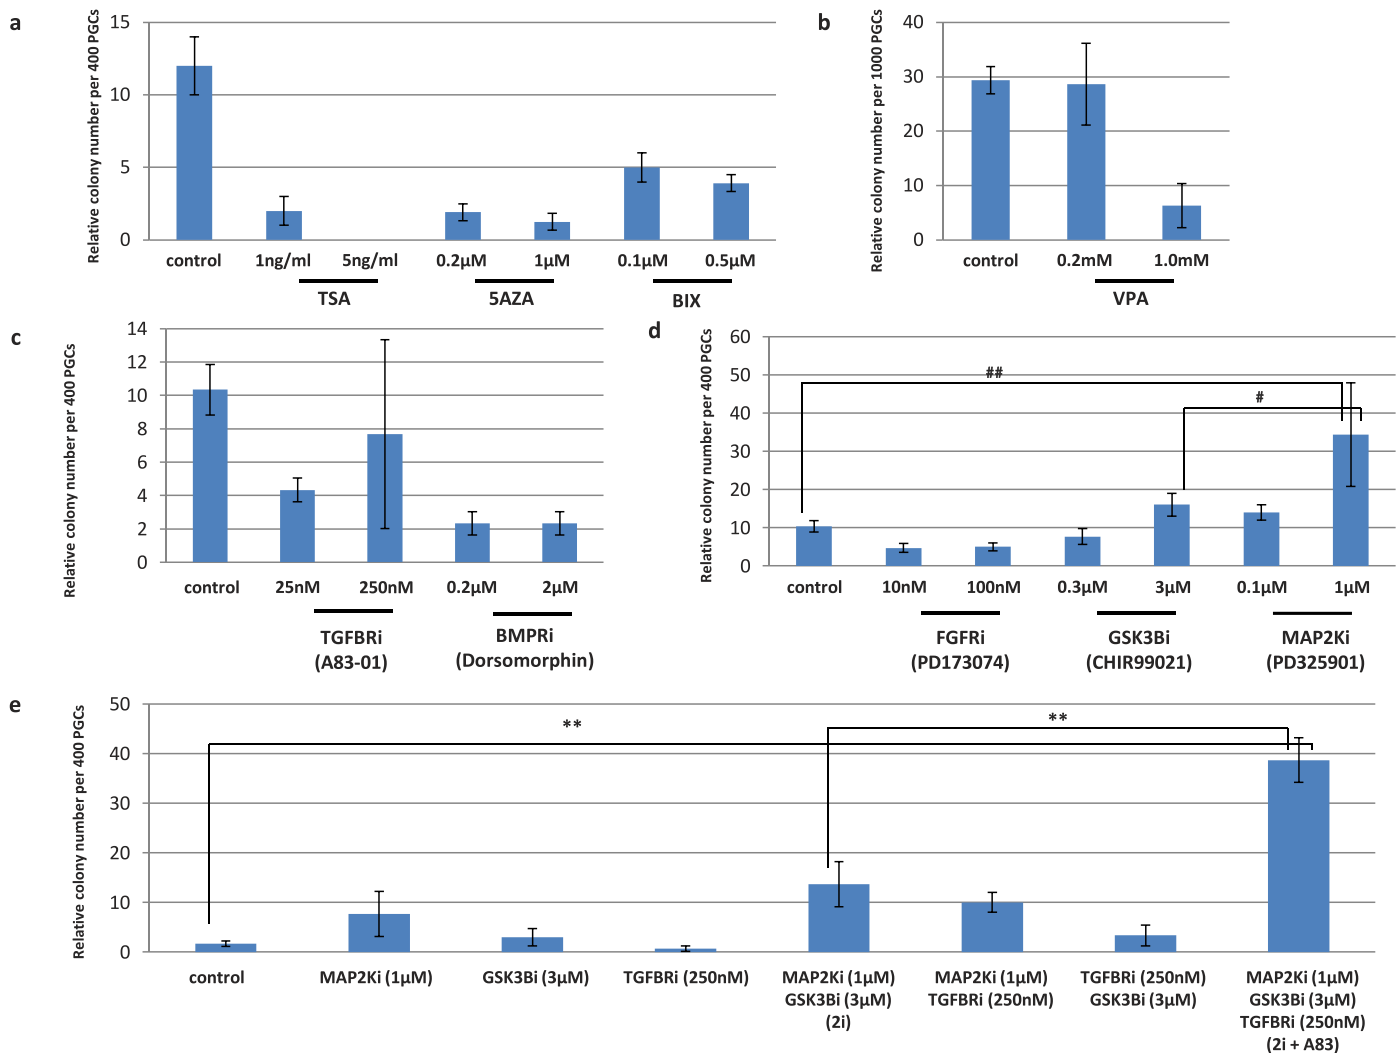 a
Relative colony number per 400 PGCs
15
10
5
0
control 1ng/ml 5ng/ml 0.2µM 1µM 0.1µM 0.5µM
TSA 5AZA BIX
b
Relative colony number per 1000 PGCs
40
30
20
10
0
control 0.2mM 1.0mM
VPA
c
Relative colony number per 400 PGCs
14
12
10
8
6
4
2
0
control 25nM 250nM 0.2µM 2µM
TGFBRi BMPRi
(A83-01) (Dorsomorphin)
d
Relative colony number per 400 PGCs
60
50
40
30
20
10
0
##
#
control 10nM 100nM 0.3µM 3µM 0.1µM 1µM
FGFRi GSK3Bi MAP2Ki
(PD173074) (CHIR99021) (PD325901)
e
Relative colony number per 400 PGCs
50
40
30
20
10
0
** **
control MAP2Ki (1µM) GSK3Bi (3µM) TGFBRi (250nM) MAP2Ki (1µM) MAP2Ki (1µM) TGFBRi (250nM) MAP2Ki (1µM)
GSK3Bi (3µM) TGFBRi (250nM) GSK3Bi (3µM) GSK3Bi (3µM)
(2i) TGFBRi (250nM)
(2i + A83)